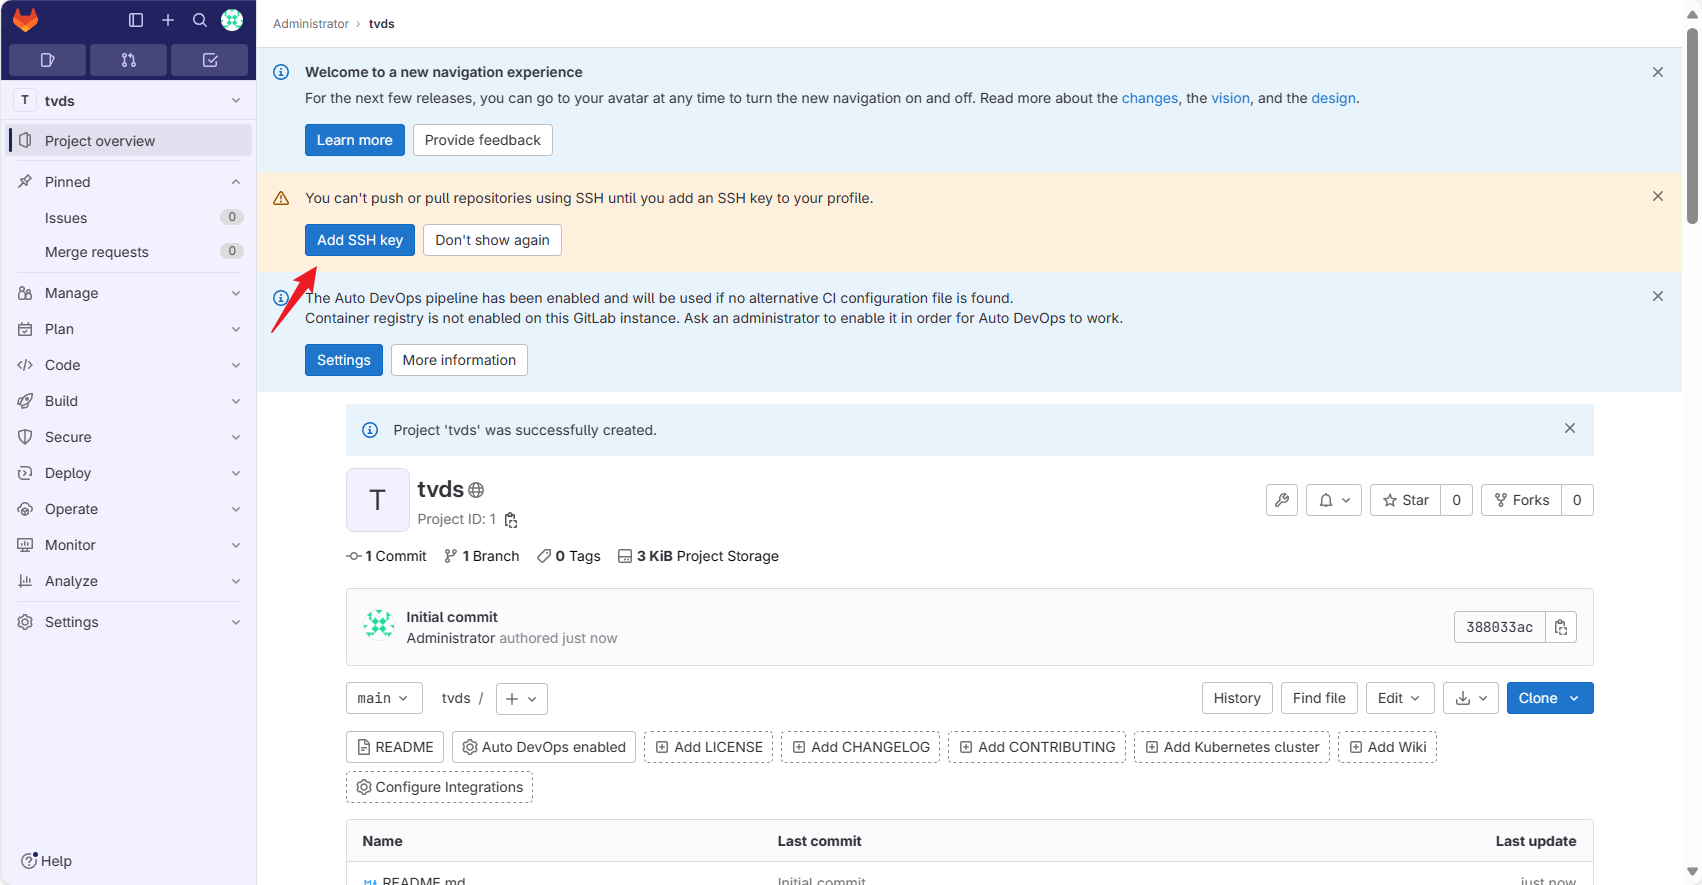 Administrator › tvds
T tvds
Project overview
Pinned
Issues 0
Merge requests 0
Manage
Plan
Code
Build
Secure
Deploy
Operate
Monitor
Analyze
Settings
Help
Welcome to a new navigation experience
For the next few releases, you can go to your avatar at any time to turn the new navigation on and off. Read more about the changes, the vision, and the design.
Learn more Provide feedback
You can't push or pull repositories using SSH until you add an SSH key to your profile.
Add SSH key Don't show again
The Auto DevOps pipeline has been enabled and will be used if no alternative CI configuration file is found.
Container registry is not enabled on this GitLab instance. Ask an administrator to enable it in order for Auto DevOps to work.
Settings More information
Project 'tvds' was successfully created.
T
tvds
Project ID: 1
Star 0 Forks 0
1 Commit 1 Branch 0 Tags 3 KiB Project Storage
Initial commit
Administrator authored just now
388033ac
main tvds / History Find file Edit Clone
README Auto DevOps enabled Add LICENSE Add CHANGELOG Add CONTRIBUTING Add Kubernetes cluster Add Wiki
Configure Integrations
Name Last commit Last update
README.md Initial commit just now